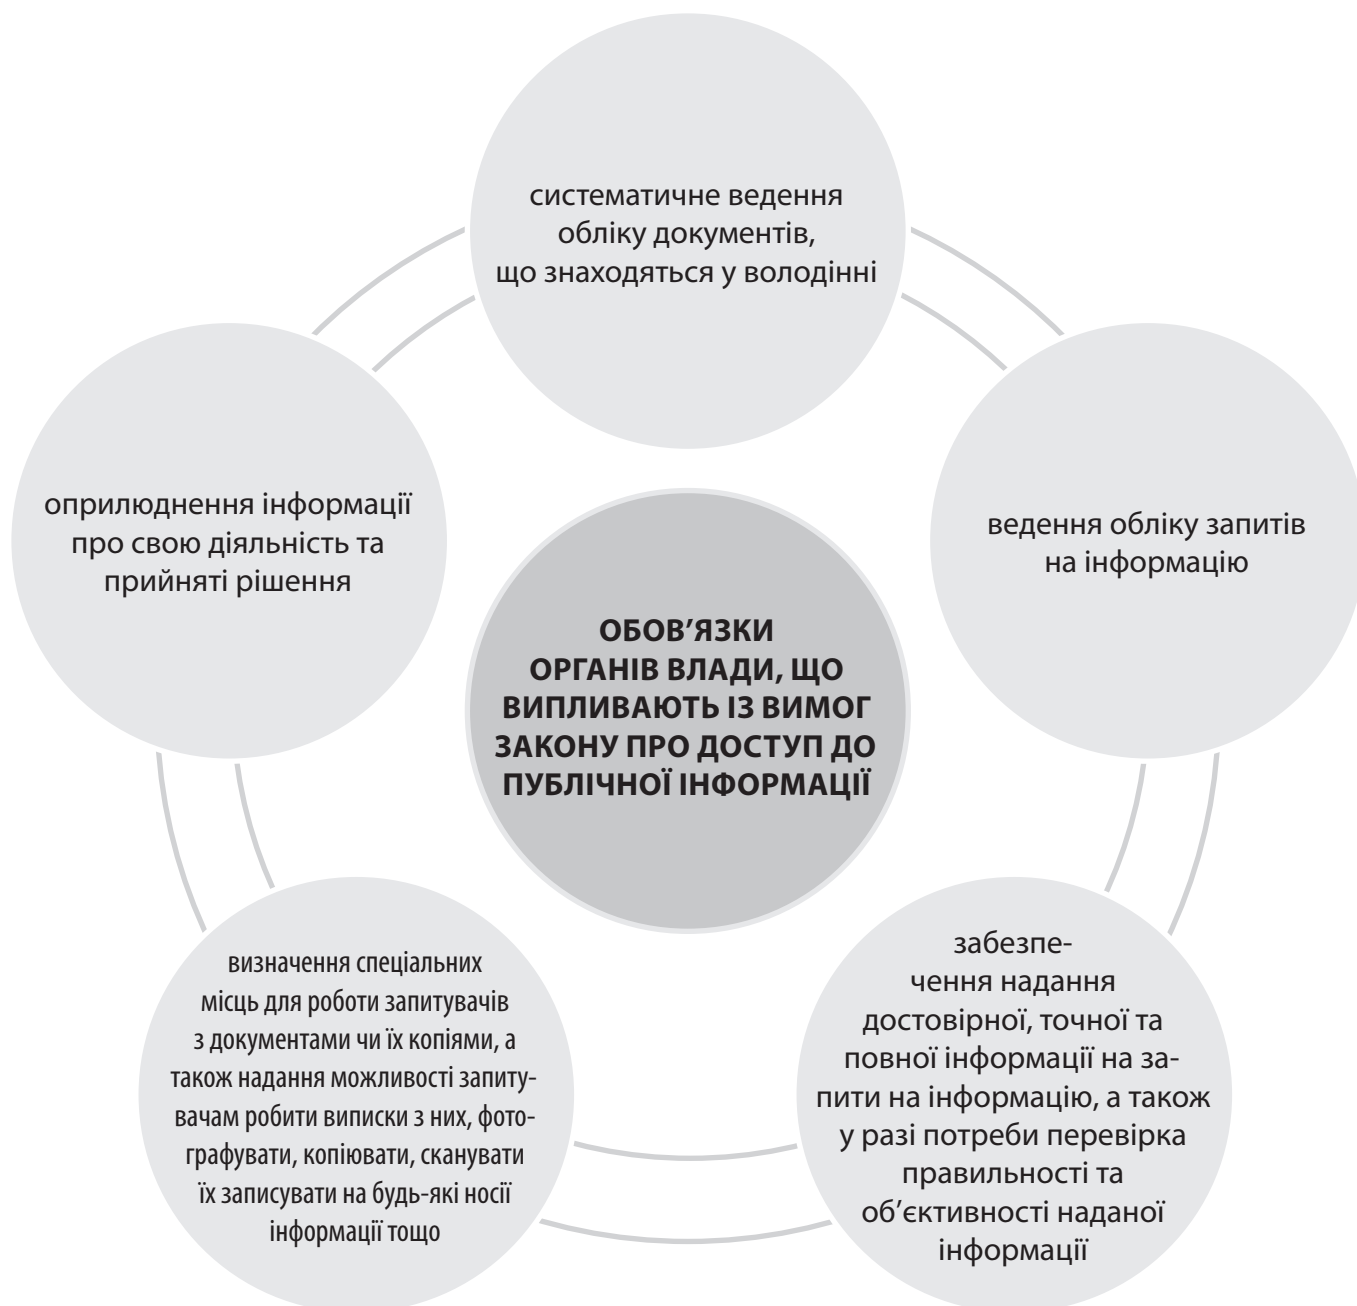 систематичне ведення
обліку документів,
що знаходяться у володінні
оприлюднення інформації
про свою діяльність та
прийняті рішення
ведення обліку запитів
на інформацію
ОБОВ’ЯЗКИ
ОРГАНІВ ВЛАДИ, ЩО
ВИПЛИВАЮТЬ ІЗ ВИМОГ
ЗАКОНУ ПРО ДОСТУП ДО
ПУБЛІЧНОЇ ІНФОРМАЦІЇ
визначення спеціальних
місць для роботи запитувачів
з документами чи їх копіями, а
також надання можливості запиту-
вачам робити виписки з них, фото-
графувати, копіювати, сканувати
їх записувати на будь-які носії
інформації тощо
забезпе-
чення надання
достовірної, точної та
повної інформації на за-
пити на інформацію, а також
у разі потреби перевірка
правильності та
об’єктивності наданої
інформації